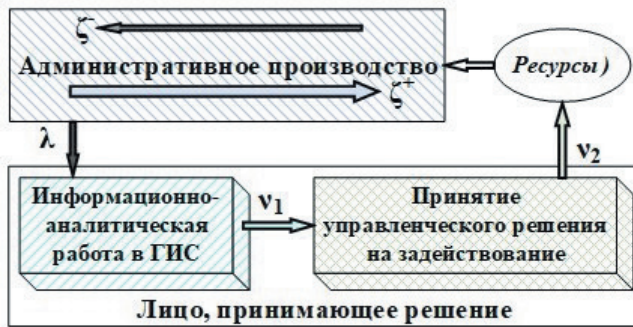 ζ⁻
Административное производство
ζ⁺
Ресурсы )
λ
ν₂
Информационно-
аналитическая
работа в ГИС
ν₁
Принятие
управленческого решения
на задействование
Лицо, принимающее решение